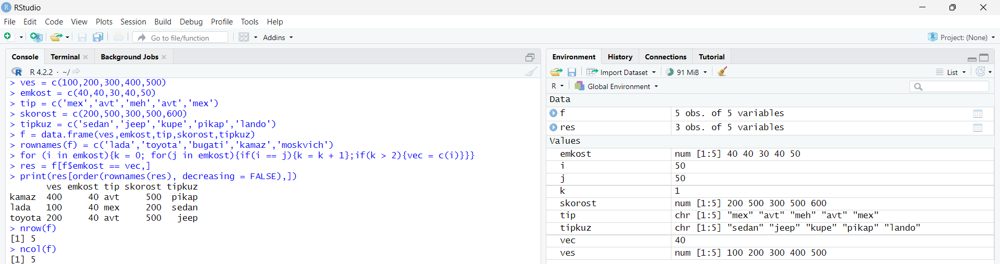 RStudio
File Edit Code View Plots Session Build Debug Profile Tools Help
Go to file/function Addins Project: (None)
Console Terminal Background Jobs
R 4.2.2 · ~/
> ves = c(100,200,300,400,500)
> emkost = c(40,40,30,40,50)
> tip = c('mex','avt','meh','avt','mex')
> skorost = c(200,500,300,500,600)
> tipkuz = c('sedan','jeep','kupe','pikap','lando')
> f = data.frame(ves,emkost,tip,skorost,tipkuz)
> rownames(f) = c('lada','toyota','bugati','kamaz','moskvich')
> for (i in emkost){k = 0; for(j in emkost){if(i == j){k = k + 1};if(k > 2){vec = c(i)}}}
> res = f[f$emkost == vec,]
> print(res[order(rownames(res), decreasing = FALSE),])
ves emkost tip skorost tipkuz
kamaz 400 40 avt 500 pikap
lada 100 40 mex 200 sedan
toyota 200 40 avt 500 jeep
> nrow(f)
[1] 5
> ncol(f)
[1] 5
Environment History Connections Tutorial
Import Dataset 91 MiB List
R Global Environment
Data
f 5 obs. of 5 variables
res 3 obs. of 5 variables
Values
emkost num [1:5] 40 40 30 40 50
i 50
j 50
k 1
skorost num [1:5] 200 500 300 500 600
tip chr [1:5] "mex" "avt" "meh" "avt" "mex"
tipkuz chr [1:5] "sedan" "jeep" "kupe" "pikap" "lando"
vec 40
ves num [1:5] 100 200 300 400 500